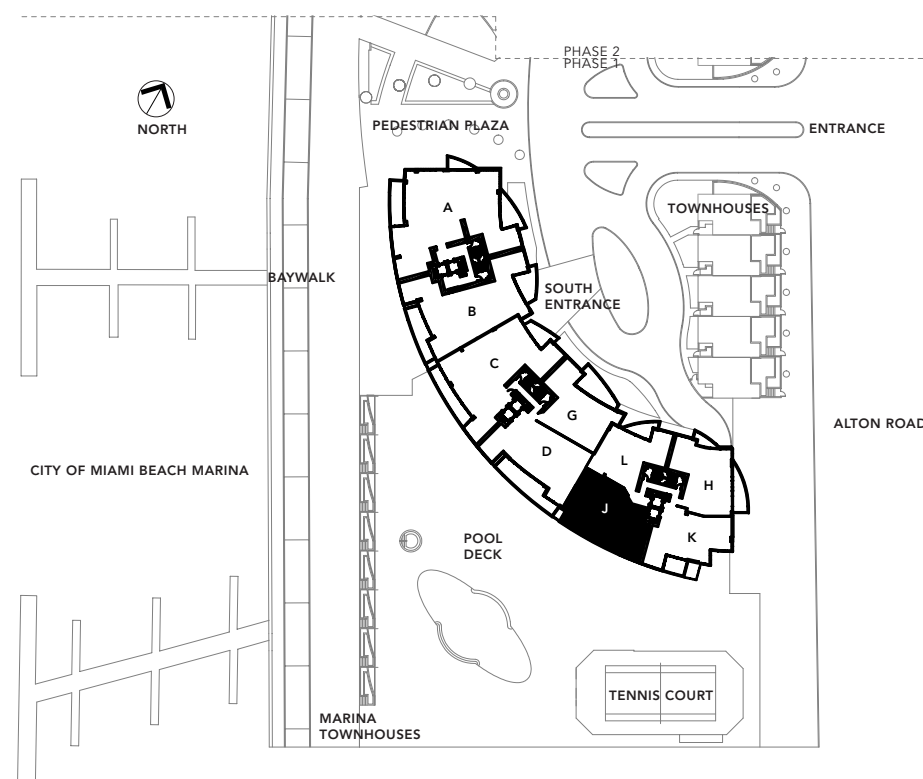 PHASE 2
PHASE 1
NORTH
PEDESTRIAN PLAZA
ENTRANCE
A
TOWNHOUSES
BAYWALK
SOUTH
ENTRANCE
B
C
G
ALTON ROAD
D
L
CITY OF MIAMI BEACH MARINA
H
J
K
POOL
DECK
TENNIS COURT
MARINA
TOWNHOUSES